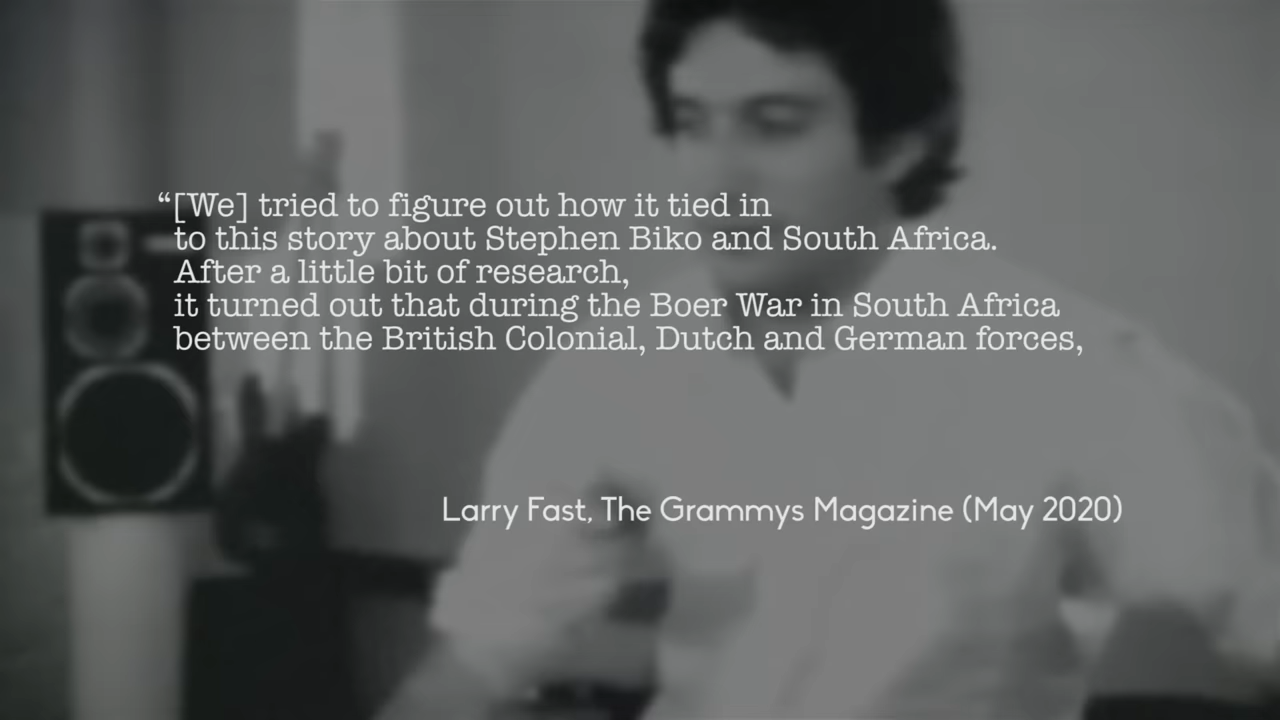 “[We] tried to figure out how it tied in
to this story about Stephen Biko and South Africa.
After a little bit of research,
it turned out that during the Boer War in South Africa
between the British Colonial, Dutch and German forces,
Larry Fast, The Grammys Magazine (May 2020)